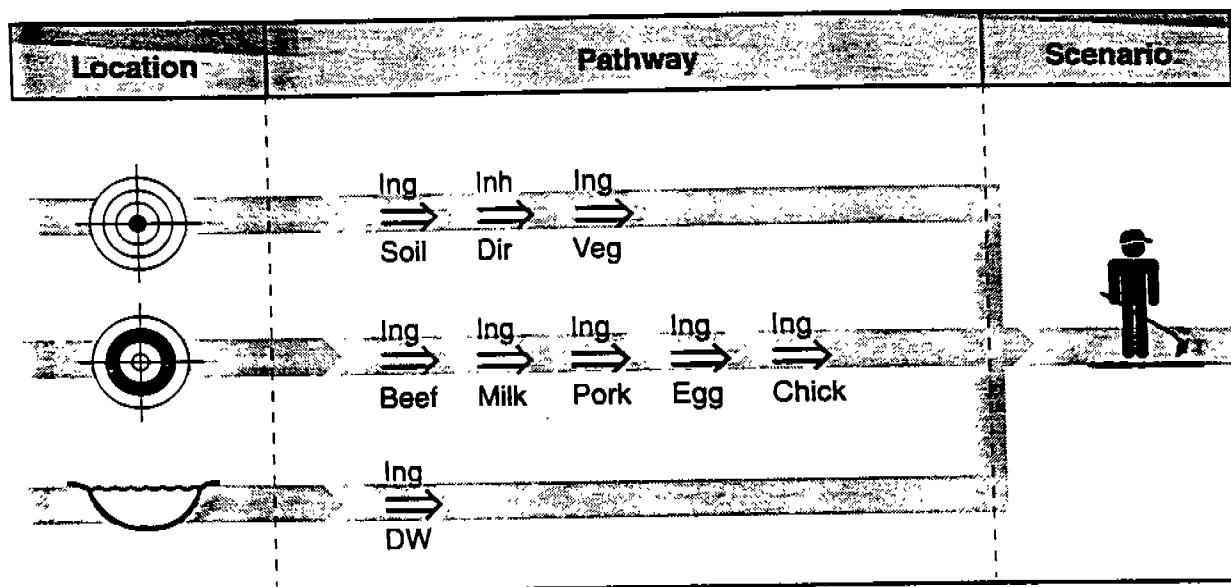 Location Pathway Scenario
Ing Inh Ing
Soil Dir Veg
Ing Ing Ing Ing Ing
Beef Milk Pork Egg Chick
Ing
DW